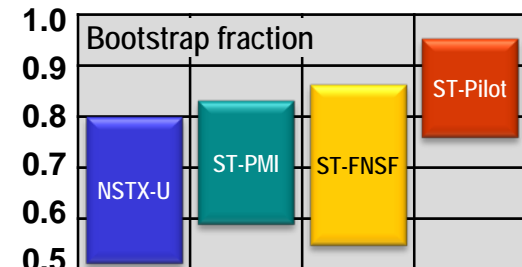 1.0
Bootstrap fraction
0.9
ST-Pilot
0.8
0.7
ST-PMI
ST-FNSF
NSTX-U
0.6
0.5